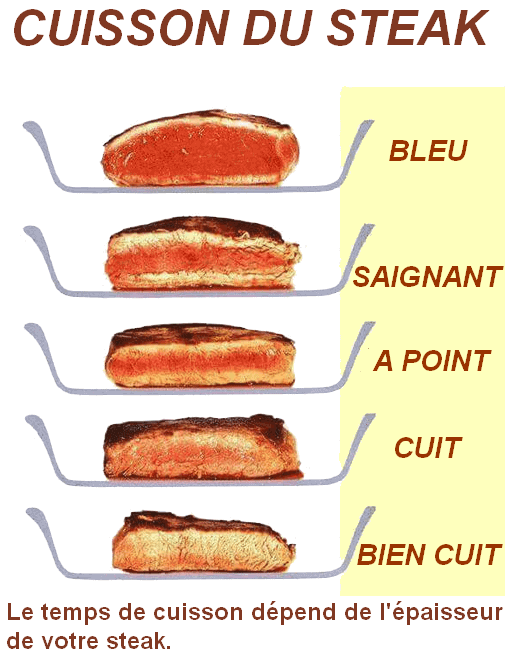 CUISSON DU STEAK
BLEU
SAIGNANT
A POINT
CUIT
BIEN CUIT
Le temps de cuisson dépend de l'épaisseur
de votre steak.